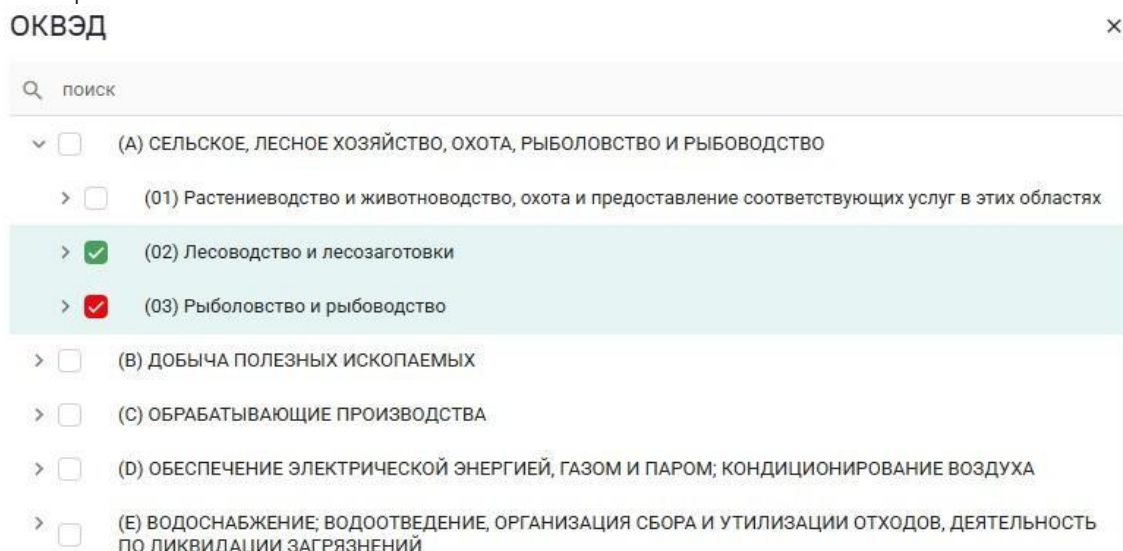 ОКВЭД
поиск
(А) СЕЛЬСКОЕ, ЛЕСНОЕ ХОЗЯЙСТВО, ОХОТА, РЫБОЛОВСТВО И РЫБОВОДСТВО
(01) Растениеводство и животноводство, охота и предоставление соответствующих услуг в этих областях
(02) Лесоводство и лесозаготовки
(03) Рыболовство и рыбоводство
(В) ДОБЫЧА ПОЛЕЗНЫХ ИСКОПАЕМЫХ
(С) ОБРАБАТЫВАЮЩИЕ ПРОИЗВОДСТВА
(D) ОБЕСПЕЧЕНИЕ ЭЛЕКТРИЧЕСКОЙ ЭНЕРГИЕЙ, ГАЗОМ И ПАРОМ; КОНДИЦИОНИРОВАНИЕ ВОЗДУХА
(Е) ВОДОСНАБЖЕНИЕ; ВОДООТВЕДЕНИЕ, ОРГАНИЗАЦИЯ СБОРА И УТИЛИЗАЦИИ ОТХОДОВ, ДЕЯТЕЛЬНОСТЬ
ПО ЛИКВИДАЦИИ ЗАГРЯЗНЕНИЙ